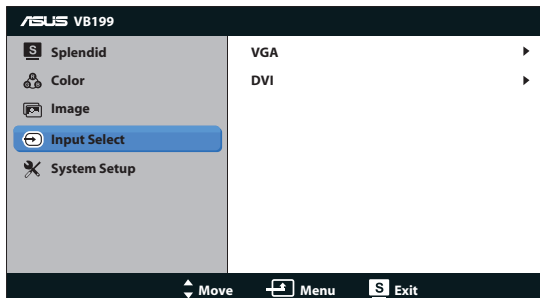 ASUS VB199
S Splendid
Color
Image
Input Select
System Setup
VGA
DVI
Move Menu S Exit